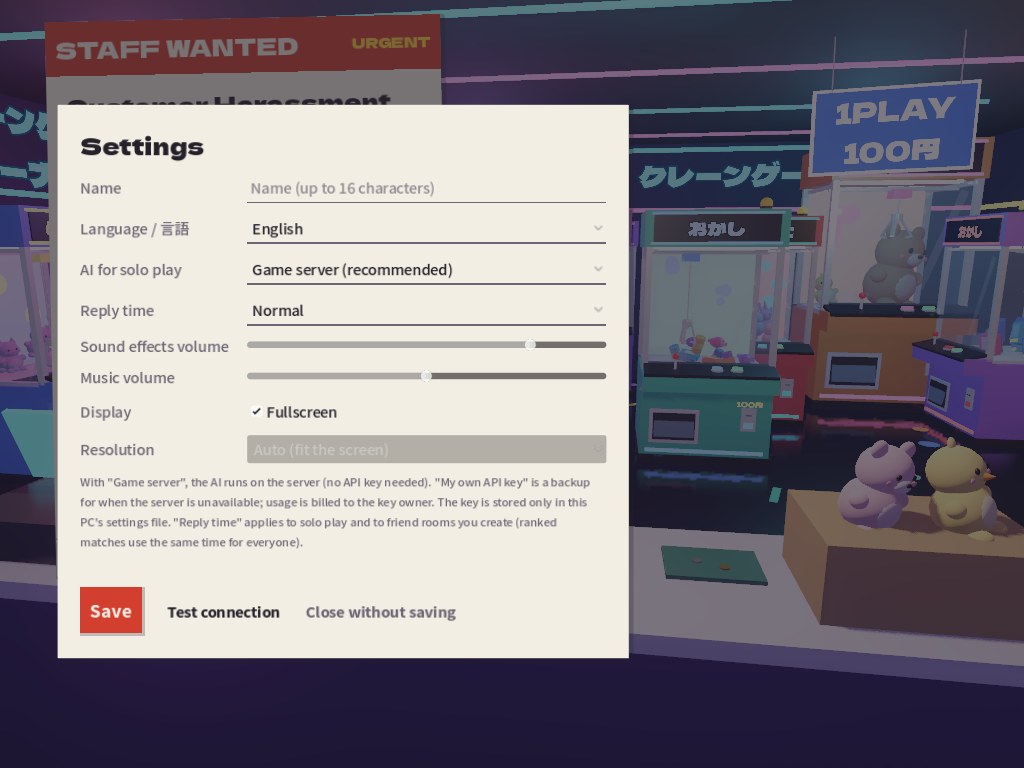 STAFF WANTED
URGENT
Customer Harassment
Settings
Name
Name (up to 16 characters)
Language / 言語
English
AI for solo play
Game server (recommended)
Reply time
Normal
Sound effects volume
Music volume
Display
Fullscreen
Resolution
Auto (fit the screen)
With "Game server", the AI runs on the server (no API key needed). "My own API key" is a backup
for when the server is unavailable; usage is billed to the key owner. The key is stored only in this
PC's settings file. "Reply time" applies to solo play and to friend rooms you create (ranked
matches use the same time for everyone).
Save
Test connection
Close without saving
1PLAY
100円
クレーンゲー
おかし
おかし
100円